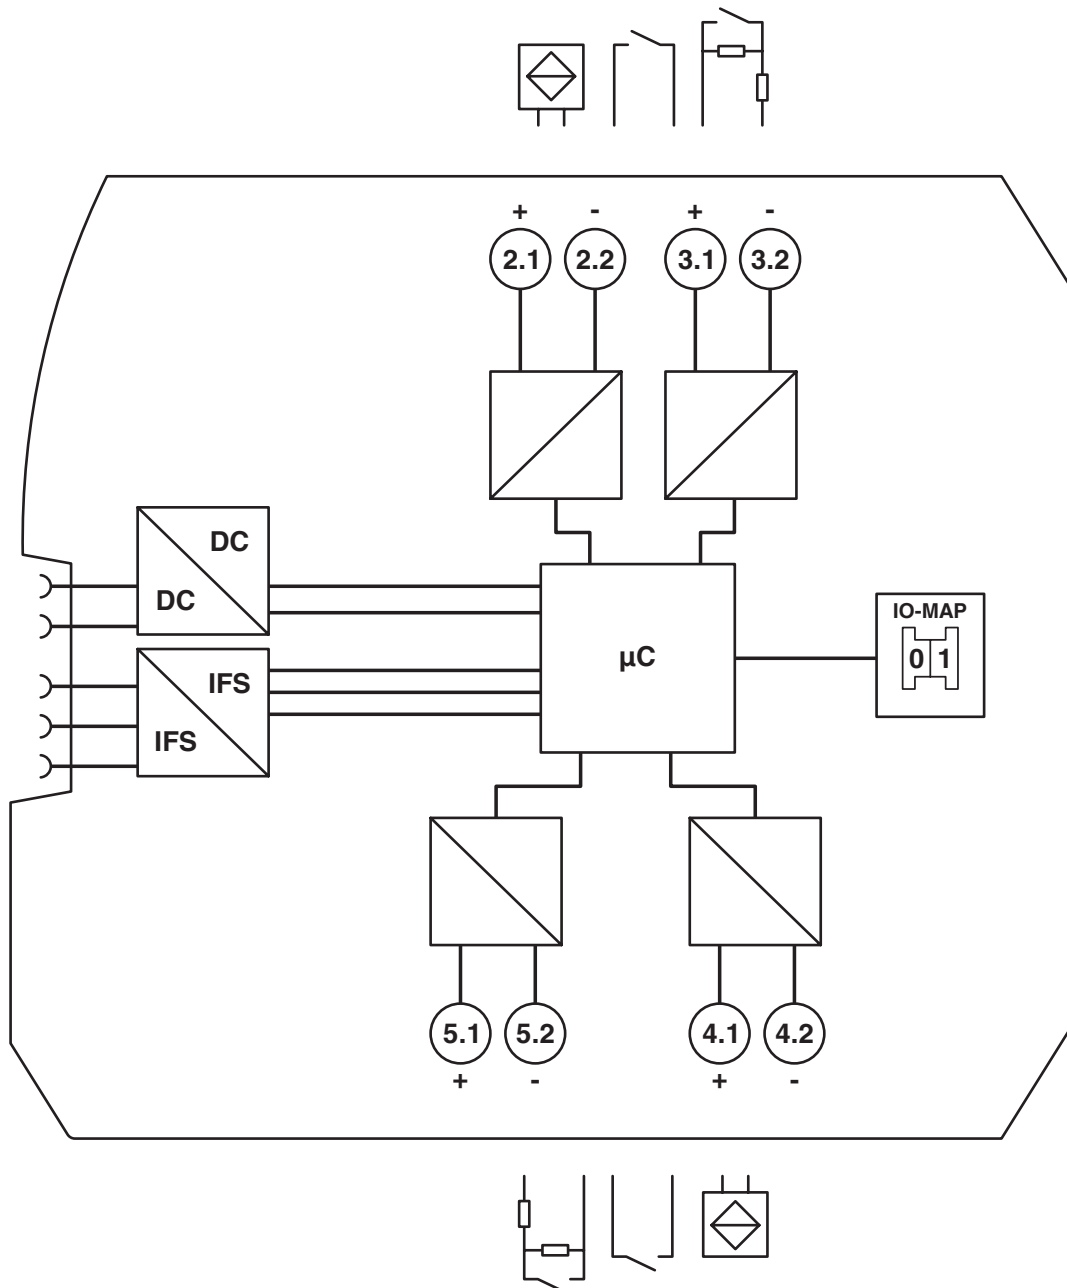 + - + -
2.1 2.2 3.1 3.2
DC
DC
IO-MAP
0 1
µC
IFS
IFS
5.1 5.2 4.1 4.2
+ - + -